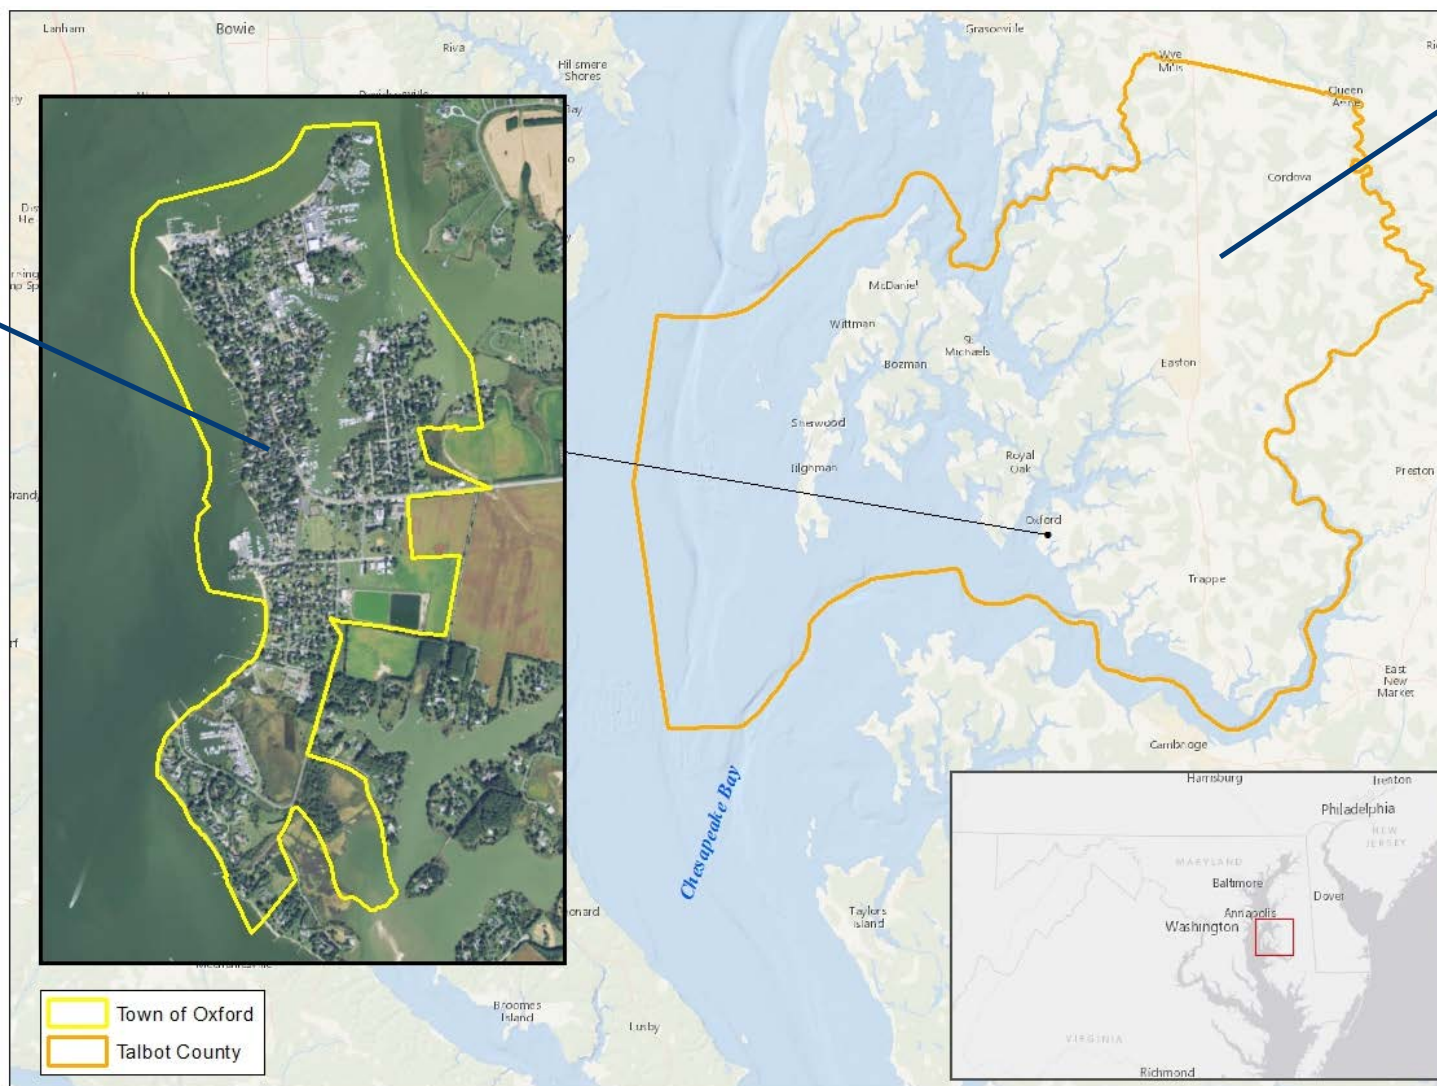 Lanham
Bowie
Riva
Hillsmere
Shores
Grasonville
Wye
Mills
Queen
Anne
Cordova
McDaniel
Wittman
St.
Michaels
Bozman
Easton
Sherwood
Tilghman
Royal
Oak
Preston
Oxford
Trappe
East
New
Market
Cambridge
Chesapeake Bay
Taylors
Island
Broomes
Island
Lusby
Town of Oxford
Talbot County
Harrisburg
Trenton
Philadelphia
NEW
JERSEY
MARYLAND
Baltimore
Dover
Annapolis
Washington
VIRGINIA
Richmond